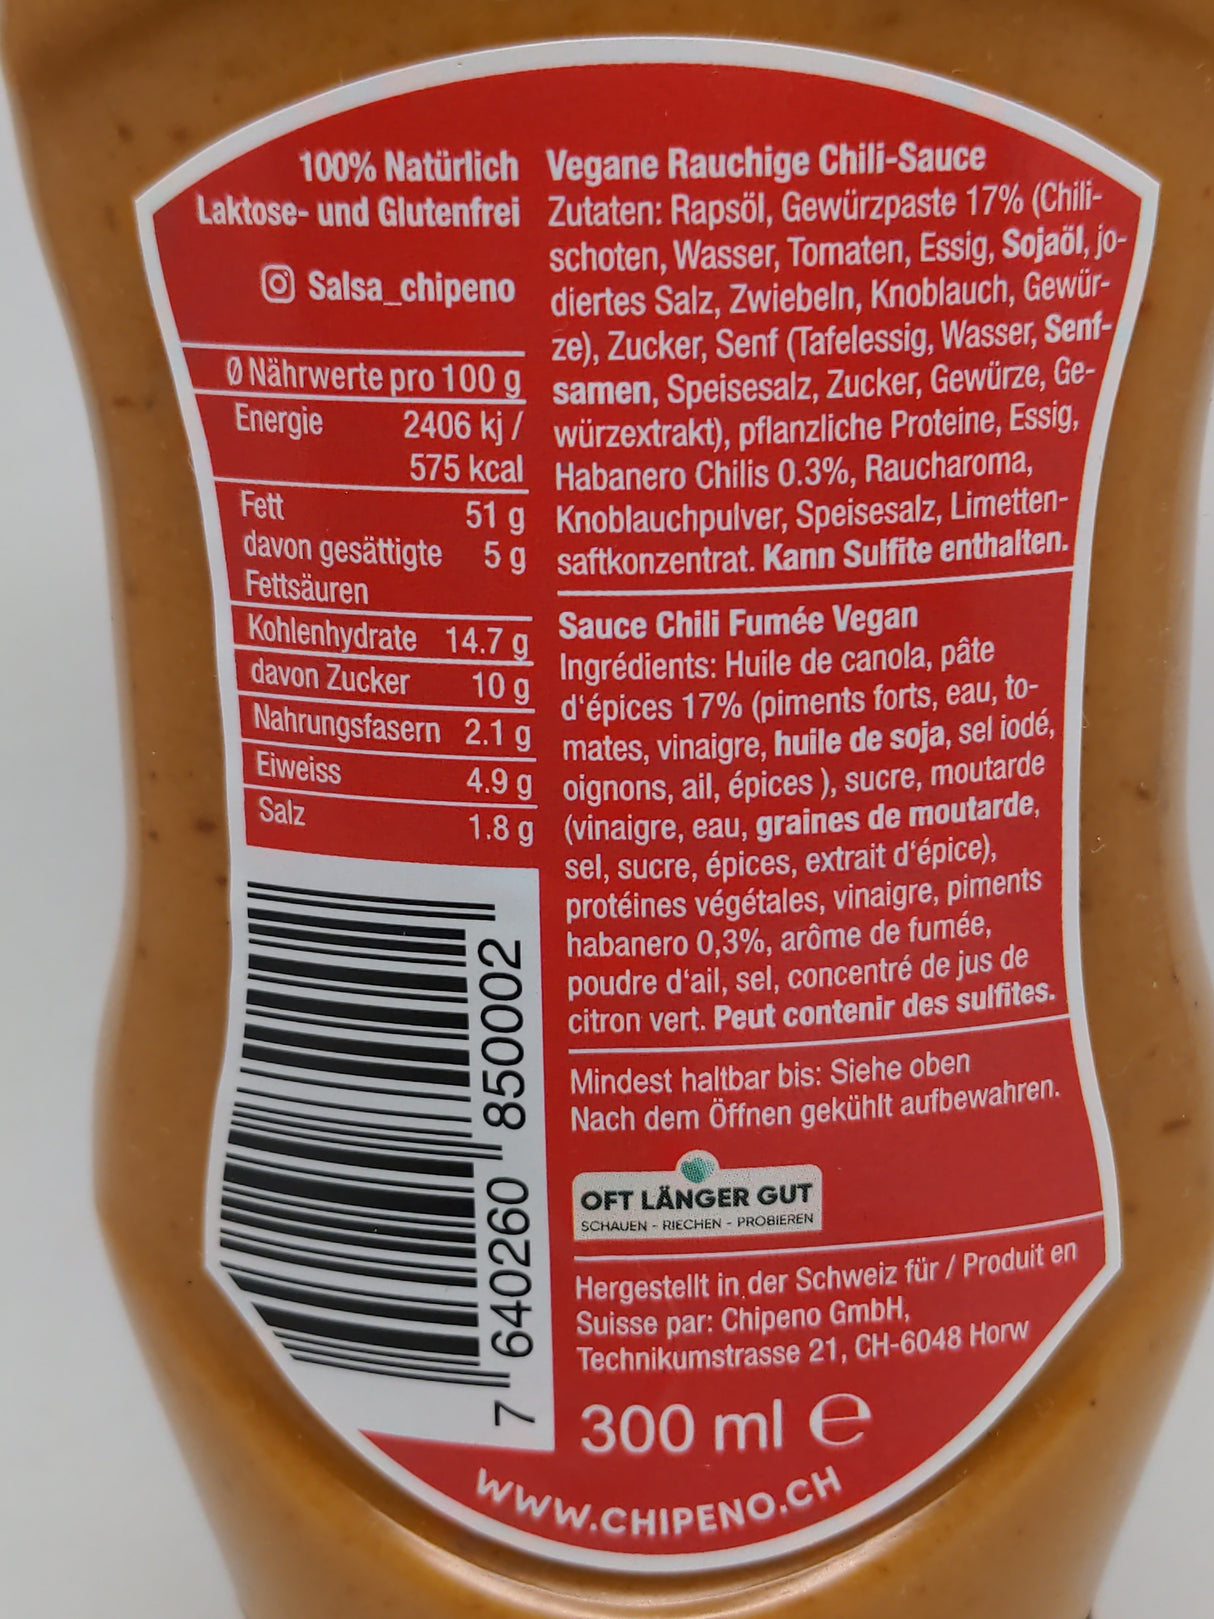 100% Natürlich
Laktose- und Glutenfrei
Salsa_chipeno
Ø Nährwerte pro 100 g
Energie 2406 kj /
575 kcal
Fett 51 g
davon gesättigte 5 g
Fettsäuren
Kohlenhydrate 14.7 g
davon Zucker 10 g
Nahrungsfasern 2.1 g
Eiweiss 4.9 g
Salz 1.8 g
7 640260 850002
Vegane Rauchige Chili-Sauce
Zutaten: Rapsöl, Gewürzpaste 17% (Chili-
schoten, Wasser, Tomaten, Essig, Sojaöl, jo-
diertes Salz, Zwiebeln, Knoblauch, Gewür-
ze), Zucker, Senf (Tafelessig, Wasser, Senf-
samen, Speisesalz, Zucker, Gewürze, Ge-
würzextrakt), pflanzliche Proteine, Essig,
Habanero Chilis 0.3%, Raucharoma,
Knoblauchpulver, Speisesalz, Limetten-
saftkonzentrat. Kann Sulfite enthalten.
Sauce Chili Fumée Vegan
Ingrédients: Huile de canola, pâte
d'épices 17% (piments forts, eau, to-
mates, vinaigre, huile de soja, sel iodé,
oignons, ail, épices ), sucre, moutarde
(vinaigre, eau, graines de moutarde,
sel, sucre, épices, extrait d'épice),
protéines végétales, vinaigre, piments
habanero 0,3%, arôme de fumée,
poudre d'ail, sel, concentré de jus de
citron vert. Peut contenir des sulfites.
Mindest haltbar bis: Siehe oben
Nach dem Öffnen gekühlt aufbewahren.
OFT LÄNGER GUT
SCHAUEN - RIECHEN - PROBIEREN
Hergestellt in der Schweiz für / Produit en
Suisse par: Chipeno GmbH,
Technikumstrasse 21, CH-6048 Horw
300 ml e
WWW.CHIPENO.CH